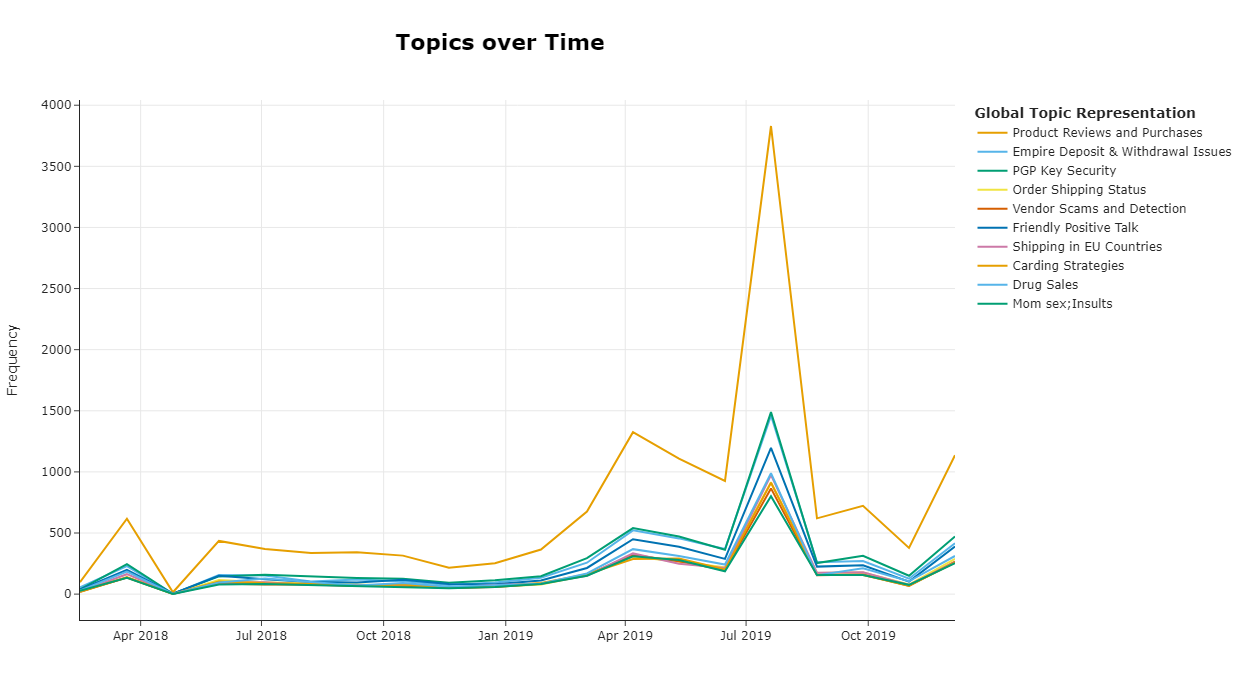 Topics over Time
4000
3500
3000
2500
2000
1500
1000
500
0
Frequency
Apr 2018
Jul 2018
Oct 2018
Jan 2019
Apr 2019
Jul 2019
Oct 2019
Global Topic Representation
Product Reviews and Purchases
Empire Deposit & Withdrawal Issues
PGP Key Security
Order Shipping Status
Vendor Scams and Detection
Friendly Positive Talk
Shipping in EU Countries
Carding Strategies
Drug Sales
Mom sex;Insults